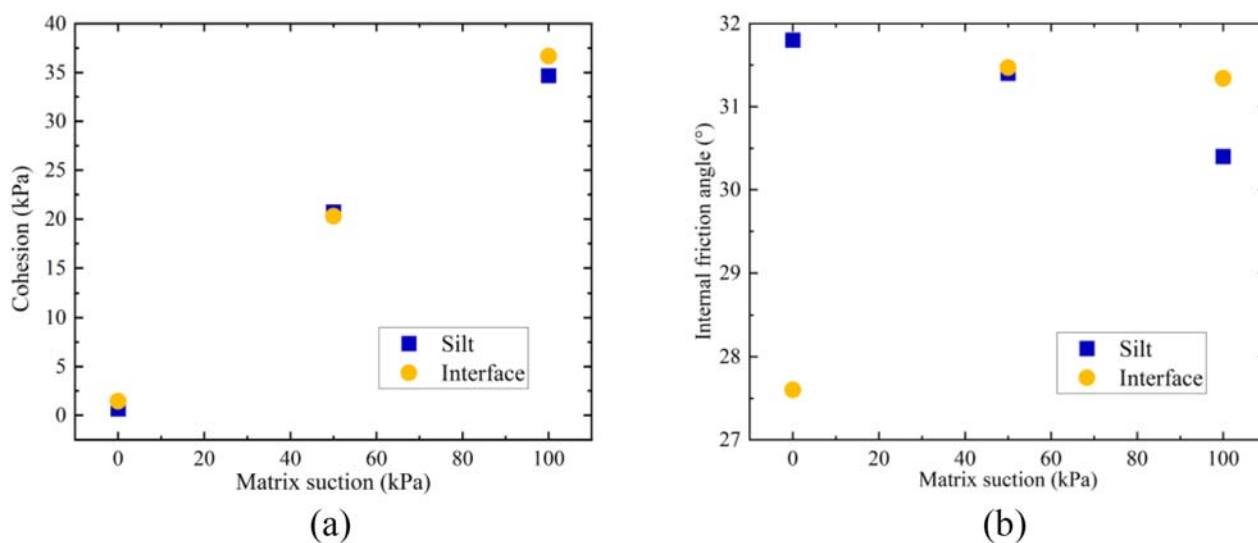 40
35
30
25
20
15
10
5
0
Cohesion (kPa)
Silt
Interface
0 20 40 60 80 100
Matrix suction (kPa)
(a)
32
31
30
29
28
27
Internal friction angle (°)
Silt
Interface
0 20 40 60 80 100
Matrix suction (kPa)
(b)